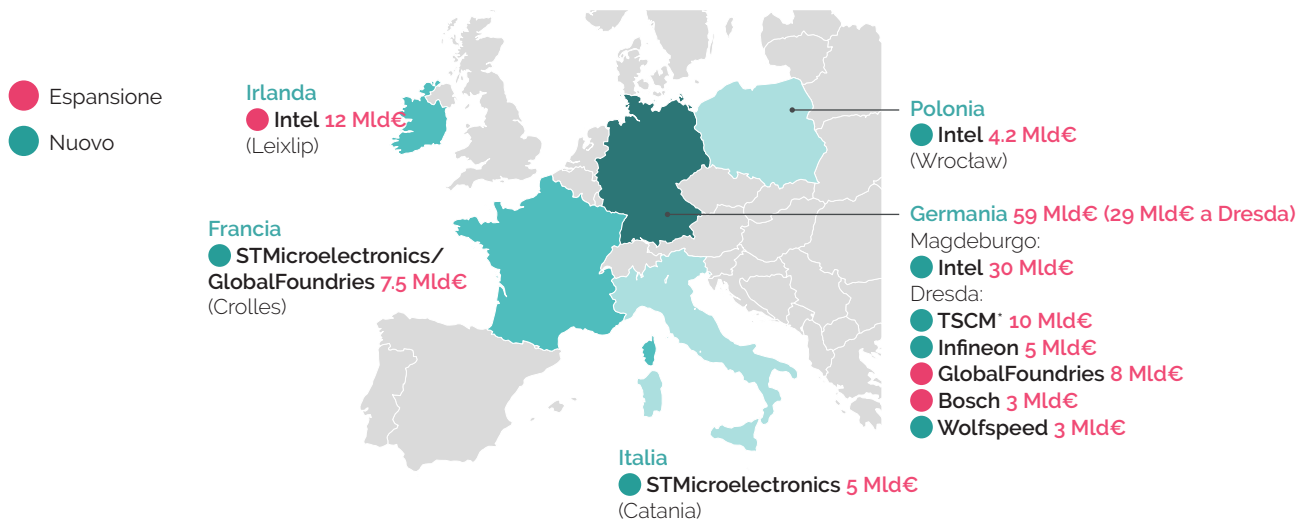 Espansione
Nuovo
Irlanda
Intel 12 Mld€
(Leixlip)
Francia
STMicroelectronics/
GlobalFoundries 7.5 Mld€
(Crolles)
Polonia
Intel 4.2 Mld€
(Wrocław)
Germania 59 Mld€ (29 Mld€ a Dresda)
Magdeburgo:
Intel 30 Mld€
Dresda:
TSCM* 10 Mld€
Infineon 5 Mld€
GlobalFoundries 8 Mld€
Bosch 3 Mld€
Wolfspeed 3 Mld€
Italia
STMicroelectronics 5 Mld€
(Catania)